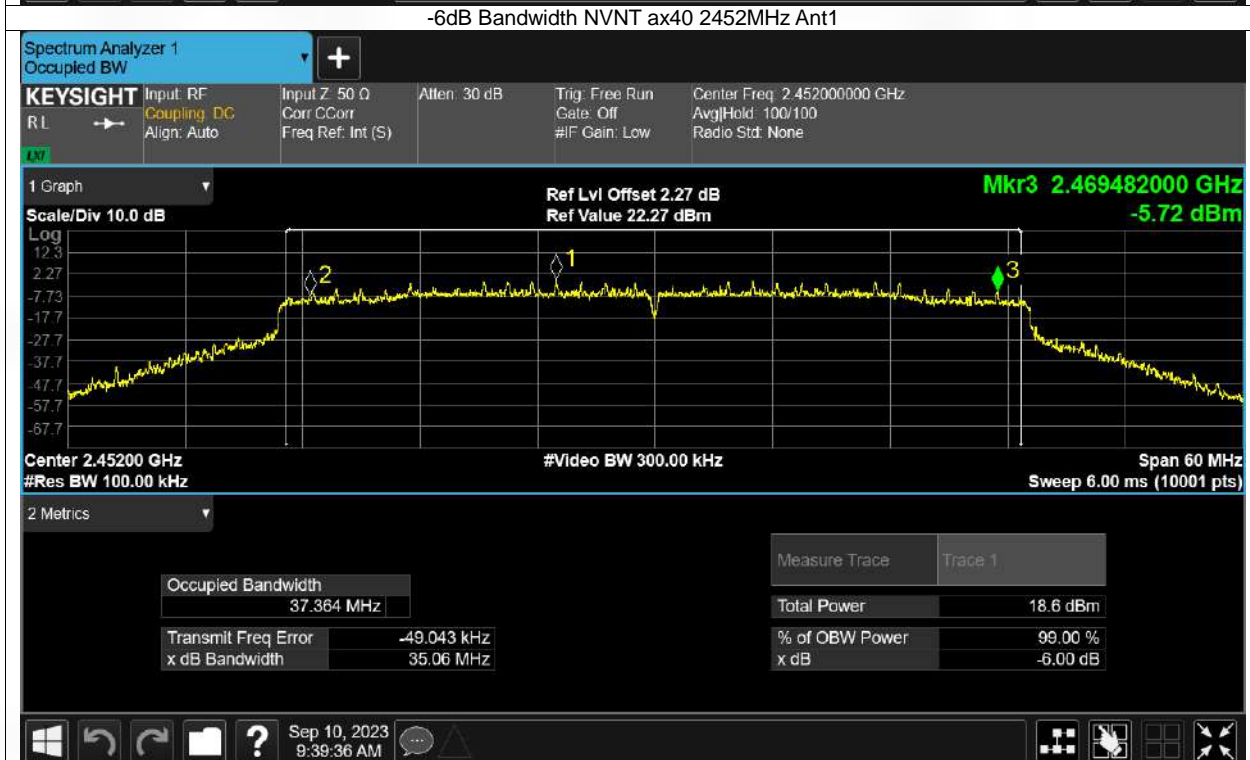 -6dB Bandwidth NVNT ax40 2452MHz Ant1
Spectrum Analyzer 1
Occupied BW
KEYSIGHT
RL
LXI
Input: RF
Coupling: DC
Align: Auto
Input Z: 50 Ω
Corr CCorr
Freq Ref: Int (S)
Atten: 30 dB
Trig: Free Run
Gate: Off
#IF Gain: Low
Center Freq: 2.452000000 GHz
Avg|Hold: 100/100
Radio Std: None
1 Graph
Scale/Div 10.0 dB
Ref Lvl Offset 2.27 dB
Ref Value 22.27 dBm
Mkr3 2.469482000 GHz
-5.72 dBm
Log
12.3
2.27
-7.73
-17.7
-27.7
-37.7
-47.7
-57.7
-67.7
2
1
3
Center 2.45200 GHz
#Res BW 100.00 kHz
#Video BW 300.00 kHz
Span 60 MHz
Sweep 6.00 ms (10001 pts)
2 Metrics
Occupied Bandwidth
37.364 MHz
Transmit Freq Error -49.043 kHz
x dB Bandwidth 35.06 MHz
Measure Trace Trace 1
Total Power 18.6 dBm
% of OBW Power 99.00 %
x dB -6.00 dB
?
Sep 10, 2023
9:39:36 AM